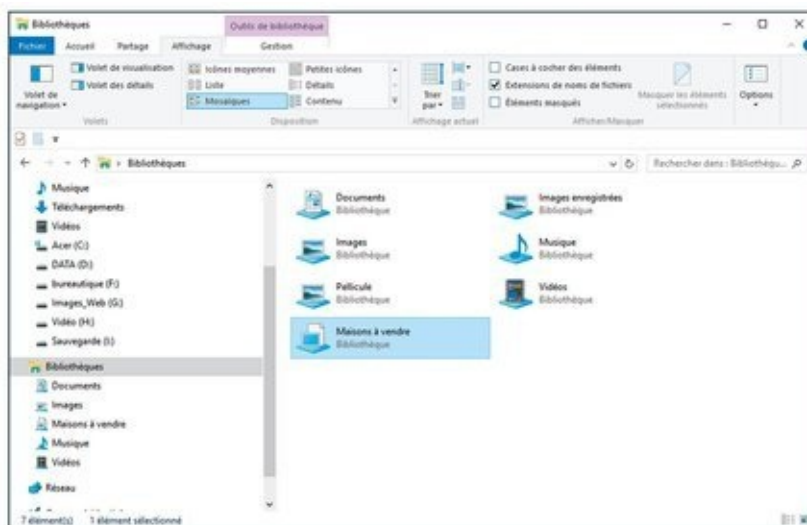 Bibliothèques
Outils de bibliothèque
Fichier Accueil Partage Affichage Gestion
Volet de navigation
Volet de visualisation
Volet des détails
Volets
Icônes moyennes Petites icônes
Liste Détails
Mosaïques Contenu
Disposition
Trier par
Affichage actuel
Cases à cocher des éléments
Extensions de noms de fichiers
Éléments masqués
Masquer les éléments sélectionnés
Afficher/Masquer
Options
Bibliothèques
Rechercher dans : Bibliothéqu...
Musique
Téléchargements
Vidéos
Acer (C:)
DATA (D:)
bureautique (F:)
Images_Web (G:)
Vidéo (H:)
Sauvegarde (I:)
Bibliothèques
Documents
Images
Maisons à vendre
Musique
Vidéos
Réseau
Documents
Bibliothèque
Images enregistrées
Bibliothèque
Images
Bibliothèque
Musique
Bibliothèque
Pellicule
Bibliothèque
Vidéos
Bibliothèque
Maisons à vendre
Bibliothèque
7 élément(s) 1 élément sélectionné